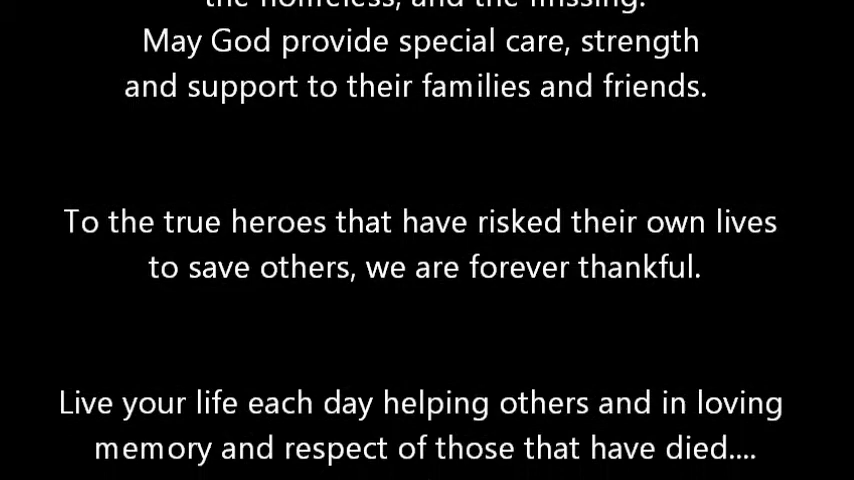 the homeless, and the missing.
May God provide special care, strength
and support to their families and friends.
To the true heroes that have risked their own lives
to save others, we are forever thankful.
Live your life each day helping others and in loving
memory and respect of those that have died....